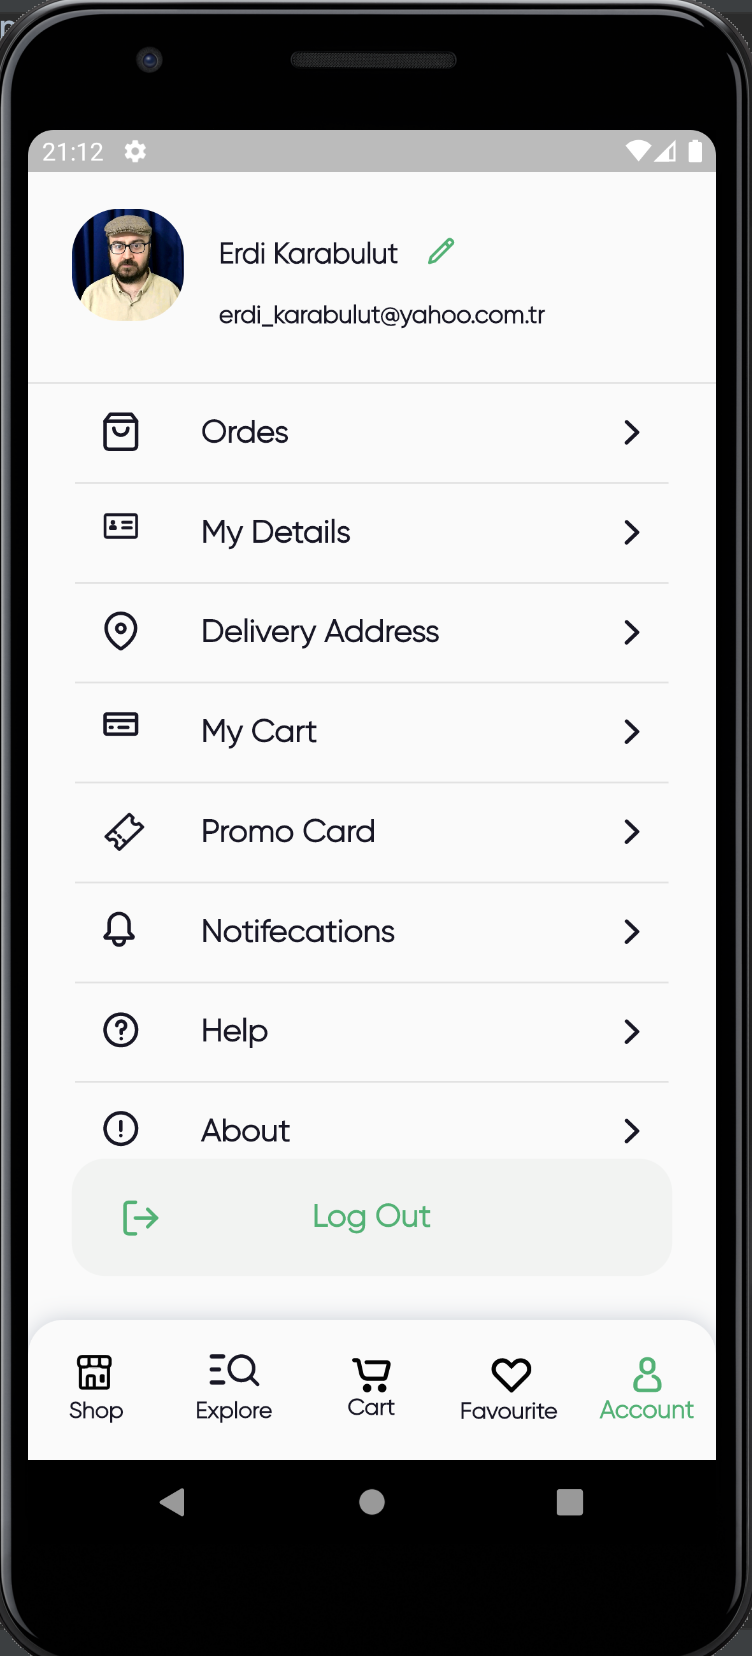 21:12
Erdi Karabulut
erdi_karabulut@yahoo.com.tr
Ordes
My Details
Delivery Address
My Cart
Promo Card
Notifecations
Help
About
Log Out
Shop
Explore
Cart
Favourite
Account